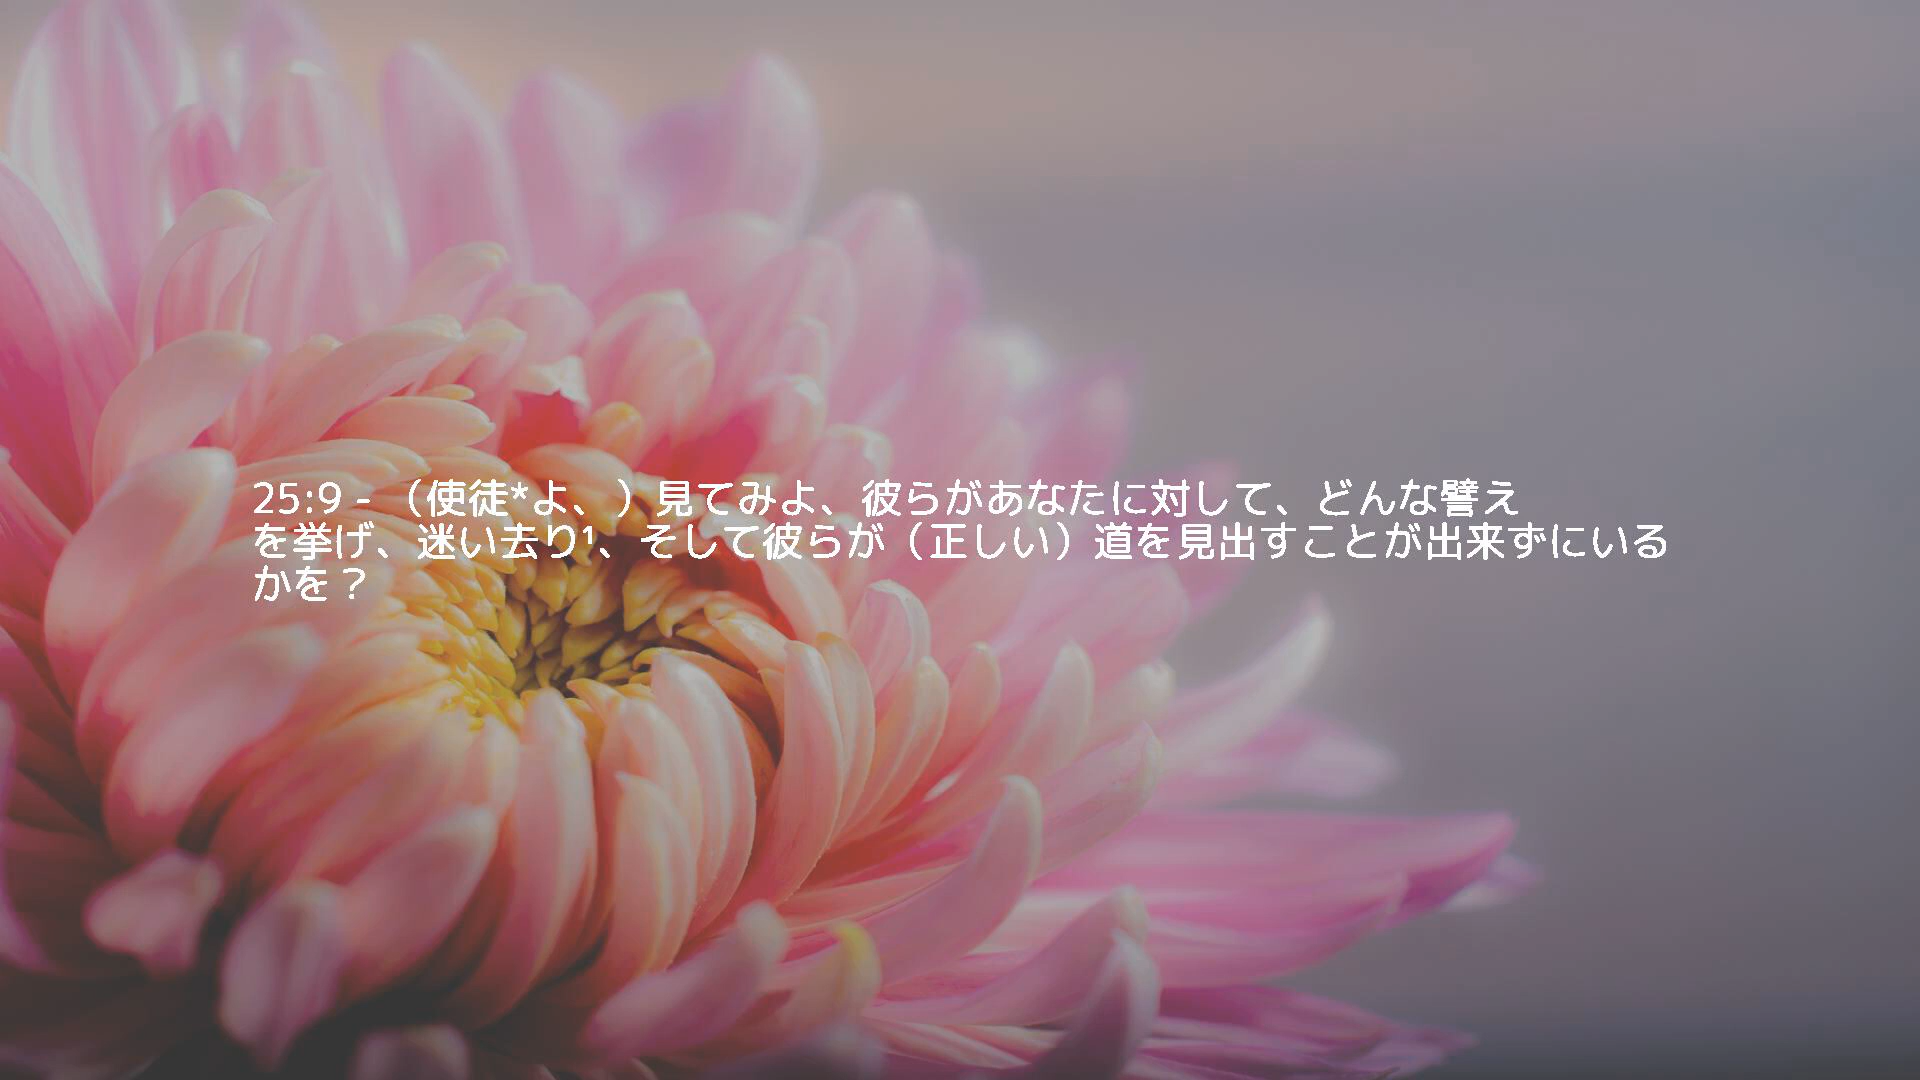 25:9 - （使徒*よ、）見てみよ、彼らがあなたに対して、どんな譬え
を挙げ、迷い去り¹、そして彼らが（正しい）道を見出すことが出来ずにいる
かを？